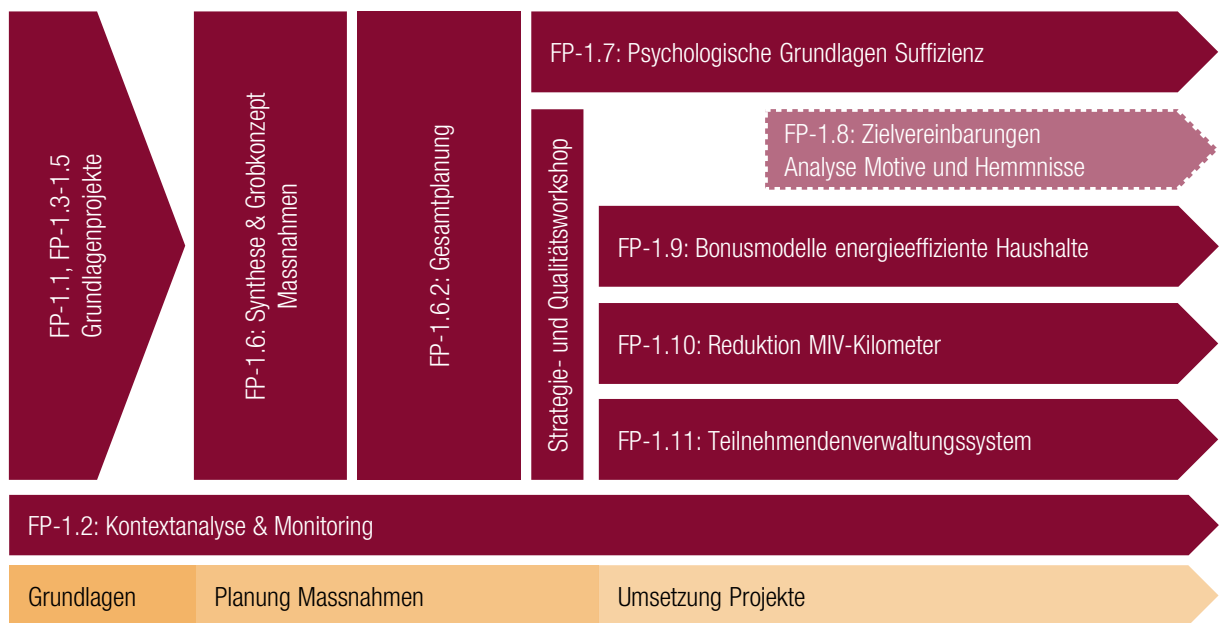 FP-1.1, FP-1.3-1.5
Grundlagenprojekte
FP-1.6: Synthese & Grobkonzept
Massnahmen
FP-1.6.2: Gesamtplanung
Strategie- und Qualitätsworkshop
FP-1.7: Psychologische Grundlagen Suffizienz
FP-1.8: Zielvereinbarungen
Analyse Motive und Hemmnisse
FP-1.9: Bonusmodelle energieeffiziente Haushalte
FP-1.10: Reduktion MIV-Kilometer
FP-1.11: Teilnehmendenverwaltungssystem
FP-1.2: Kontextanalyse & Monitoring
Grundlagen
Planung Massnahmen
Umsetzung Projekte